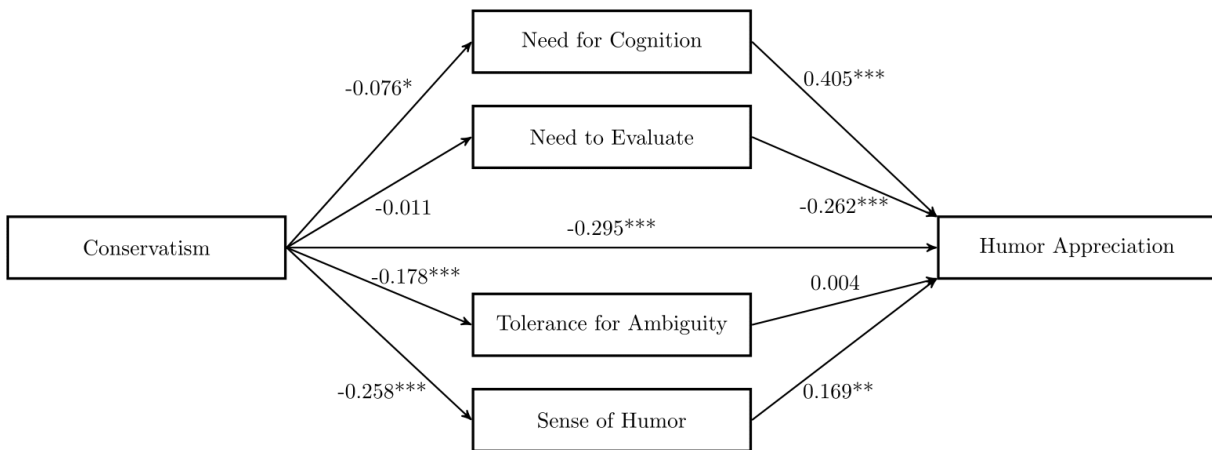 Need for Cognition
-0.076*
0.405***
Need to Evaluate
-0.011
-0.262***
-0.295***
Conservatism
Humor Appreciation
-0.178***
0.004
Tolerance for Ambiguity
-0.258***
0.169**
Sense of Humor